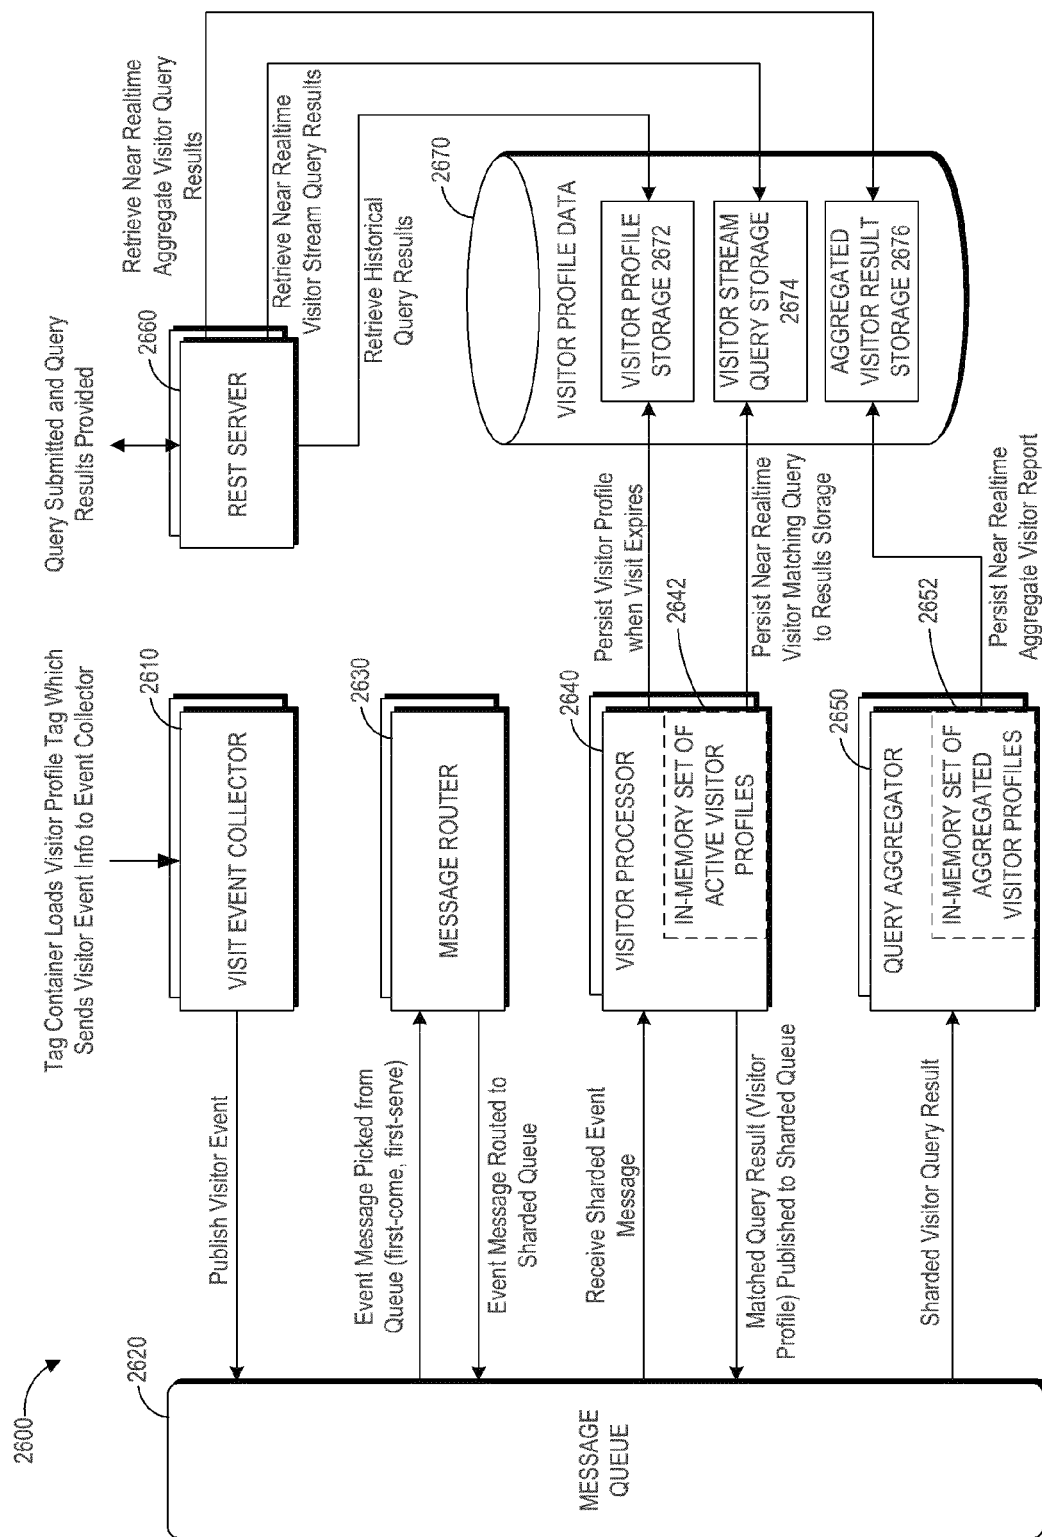 2600
2620
MESSAGE
QUEUE
Tag Container Loads Visitor Profile Tag Which
Sends Visitor Event Info to Event Collector
Publish Visitor Event
2610
VISIT EVENT COLLECTOR
Event Message Picked from
Queue (first-come, first-serve)
Event Message Routed to
Sharded Queue
2630
MESSAGE ROUTER
Receive Sharded Event
Message
Matched Query Result (Visitor
Profile) Published to Sharded Queue
2640
VISITOR PROCESSOR
IN-MEMORY SET OF
ACTIVE VISITOR
PROFILES
2642
Sharded Visitor Query Result
2650
QUERY AGGREGATOR
IN-MEMORY SET OF
AGGREGATED
VISITOR PROFILES
2652
Persist Visitor Profile
when Visit Expires
Persist Near Realtime
Visitor Matching Query
to Results Storage
Persist Near Realtime
Aggregate Visitor Report
Query Submitted and Query
Results Provided
2660
REST SERVER
Retrieve Near Realtime
Aggregate Visitor Query
Results
Retrieve Near Realtime
Visitor Stream Query Results
Retrieve Historical
Query Results
2670
VISITOR PROFILE DATA
VISITOR PROFILE
STORAGE 2672
VISITOR STREAM
QUERY STORAGE
2674
AGGREGATED
VISITOR RESULT
STORAGE 2676